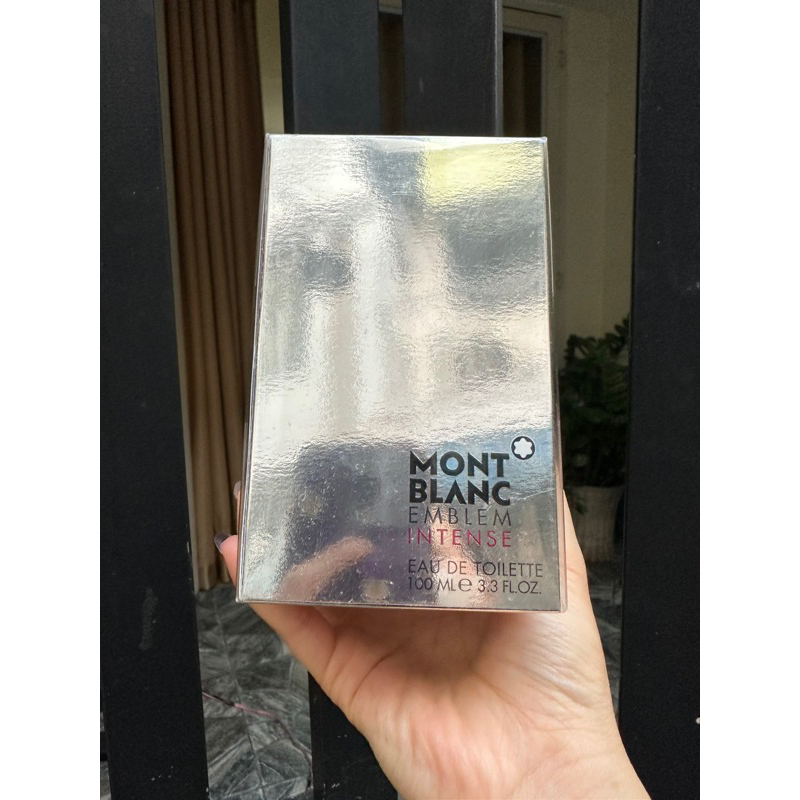 MONT
BLANC
EMBLEM
INTENSE
EAU DE TOILETTE
100 ML e 3.3 FL.OZ.